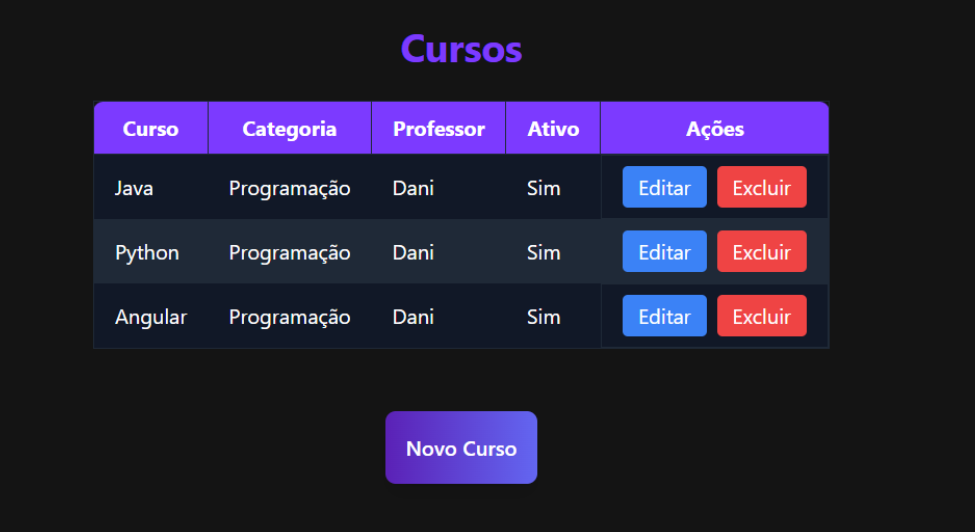 Cursos
Curso Categoria Professor Ativo Ações
Java Programação Dani Sim Editar Excluir
Python Programação Dani Sim Editar Excluir
Angular Programação Dani Sim Editar Excluir
Novo Curso